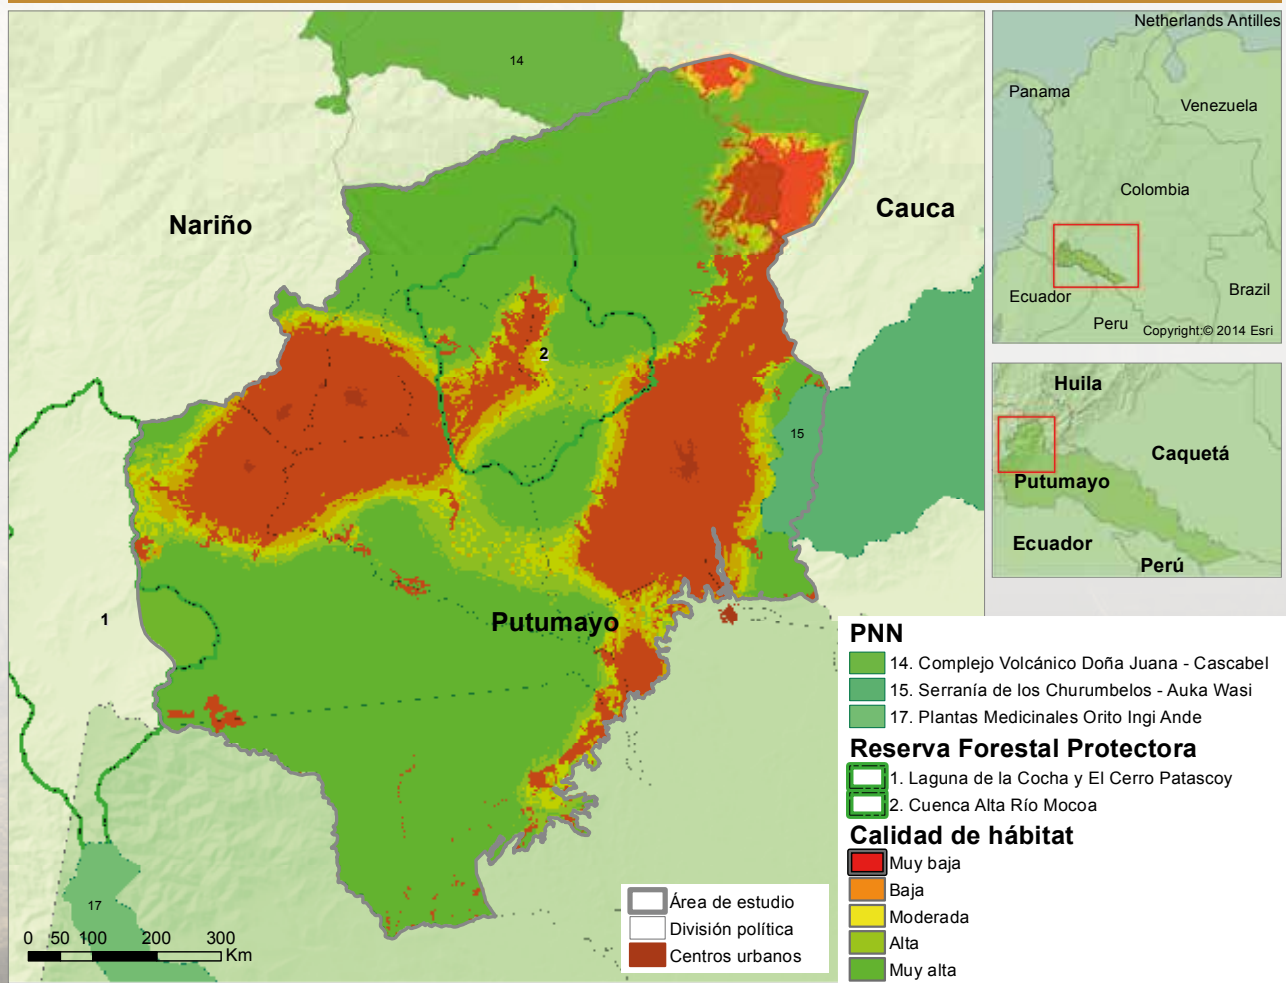 14
Nariño
Cauca
2
15
1
Putumayo
17
0 50 100 200 300
Km
Netherlands Antilles
Panama
Venezuela
Colombia
Ecuador
Brazil
Peru
Copyright:© 2014 Esri
Huila
Caquetá
Putumayo
Ecuador
Perú
Área de estudio
División política
Centros urbanos
PNN
14. Complejo Volcánico Doña Juana - Cascabel
15. Serranía de los Churumbelos - Auka Wasi
17. Plantas Medicinales Orito Ingi Ande
Reserva Forestal Protectora
1. Laguna de la Cocha y El Cerro Patascoy
2. Cuenca Alta Río Mocoa
Calidad de hábitat
Muy baja
Baja
Moderada
Alta
Muy alta